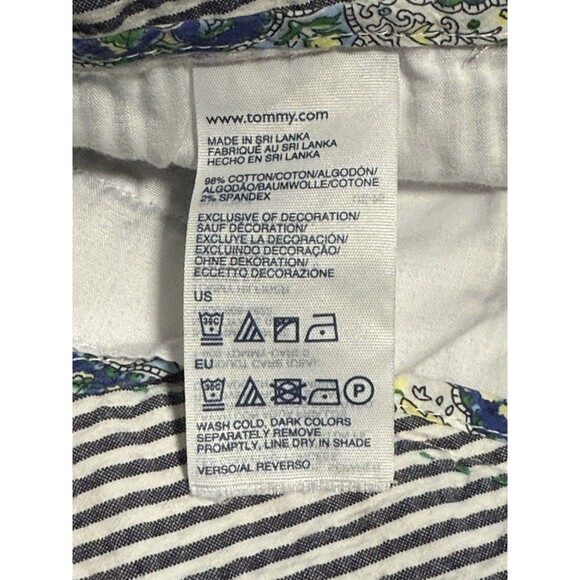 www.tommy.com
MADE IN SRI LANKA
FABRIQUÉ AU SRI LANKA
HECHO EN SRI LANKA
98% COTTON/COTON/ALGODÓN/
ALGODÃO/BAUMWOLLE/COTONE
2% SPANDEX
EXCLUSIVE OF DECORATION/
SAUF DÉCORATION/
EXCLUYE LA DECORACIÓN/
EXCLUINDO DECORAÇÃO/
OHNE DEKORATION/
ECCETTO DECORAZIONE
US
30C
EU
30C P
WASH COLD, DARK COLORS
SEPARATELY REMOVE
PROMPTLY, LINE DRY IN SHADE
VERSO/AL REVERSO